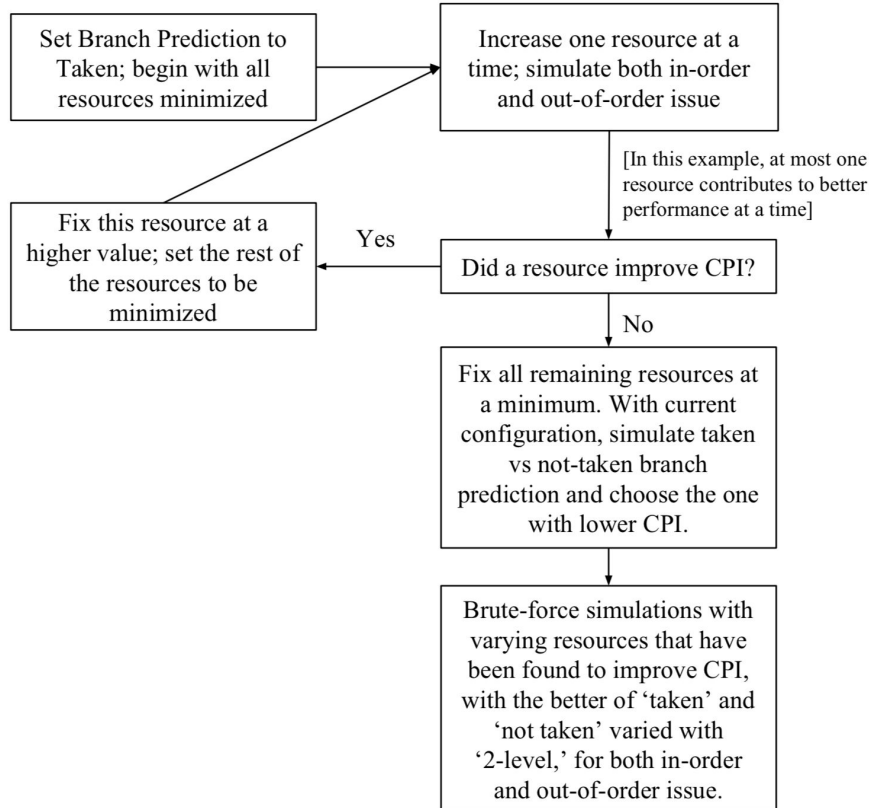 Set Branch Prediction to
Taken; begin with all
resources minimized
Increase one resource at a
time; simulate both in-order
and out-of-order issue
[In this example, at most one
resource contributes to better
performance at a time]
Fix this resource at a
higher value; set the rest of
the resources to be
minimized
Yes
Did a resource improve CPI?
No
Fix all remaining resources at
a minimum. With current
configuration, simulate taken
vs not-taken branch
prediction and choose the one
with lower CPI.
Brute-force simulations with
varying resources that have
been found to improve CPI,
with the better of ‘taken’ and
‘not taken’ varied with
‘2-level,’ for both in-order
and out-of-order issue.